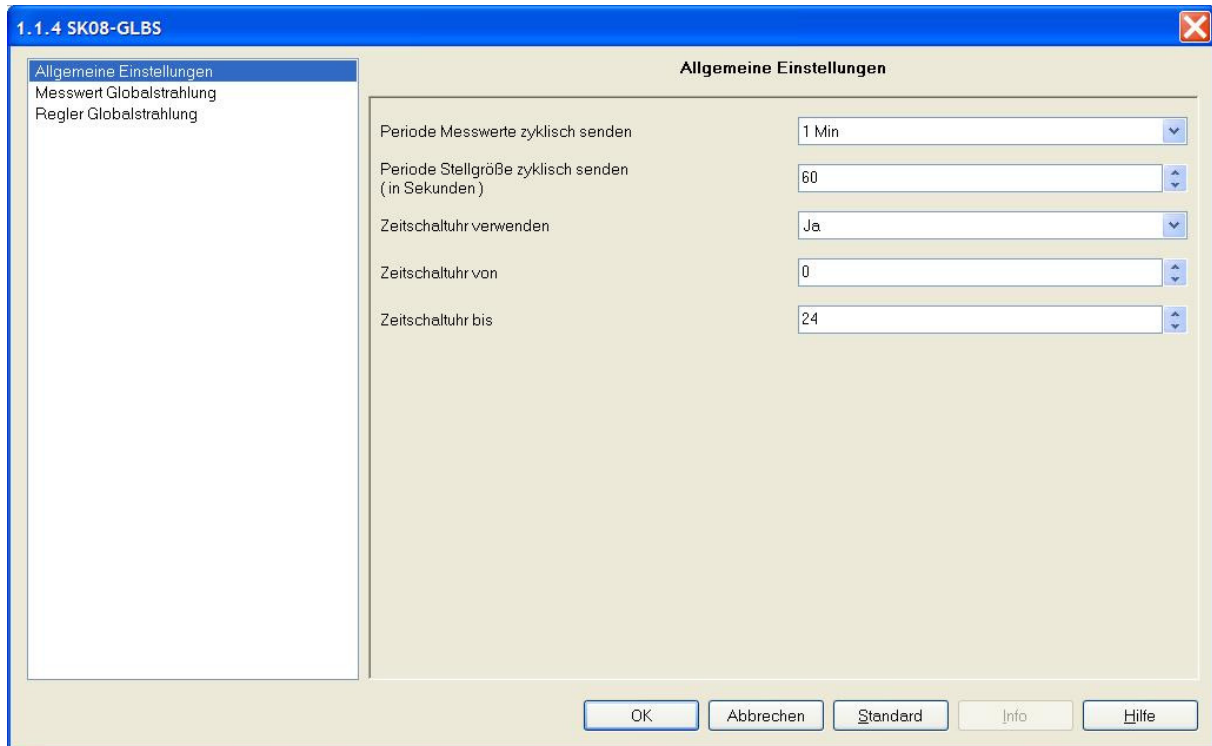 1.1.4 SK08-GLBS
Allgemeine Einstellungen
Messwert Globalstrahlung
Regler Globalstrahlung
Allgemeine Einstellungen
Periode Messwerte zyklisch senden
1 Min
Periode Stellgröße zyklisch senden
( in Sekunden )
60
Zeitschaltuhr verwenden
Ja
Zeitschaltuhr von
0
Zeitschaltuhr bis
24
OK
Abbrechen
Standard
Info
Hilfe